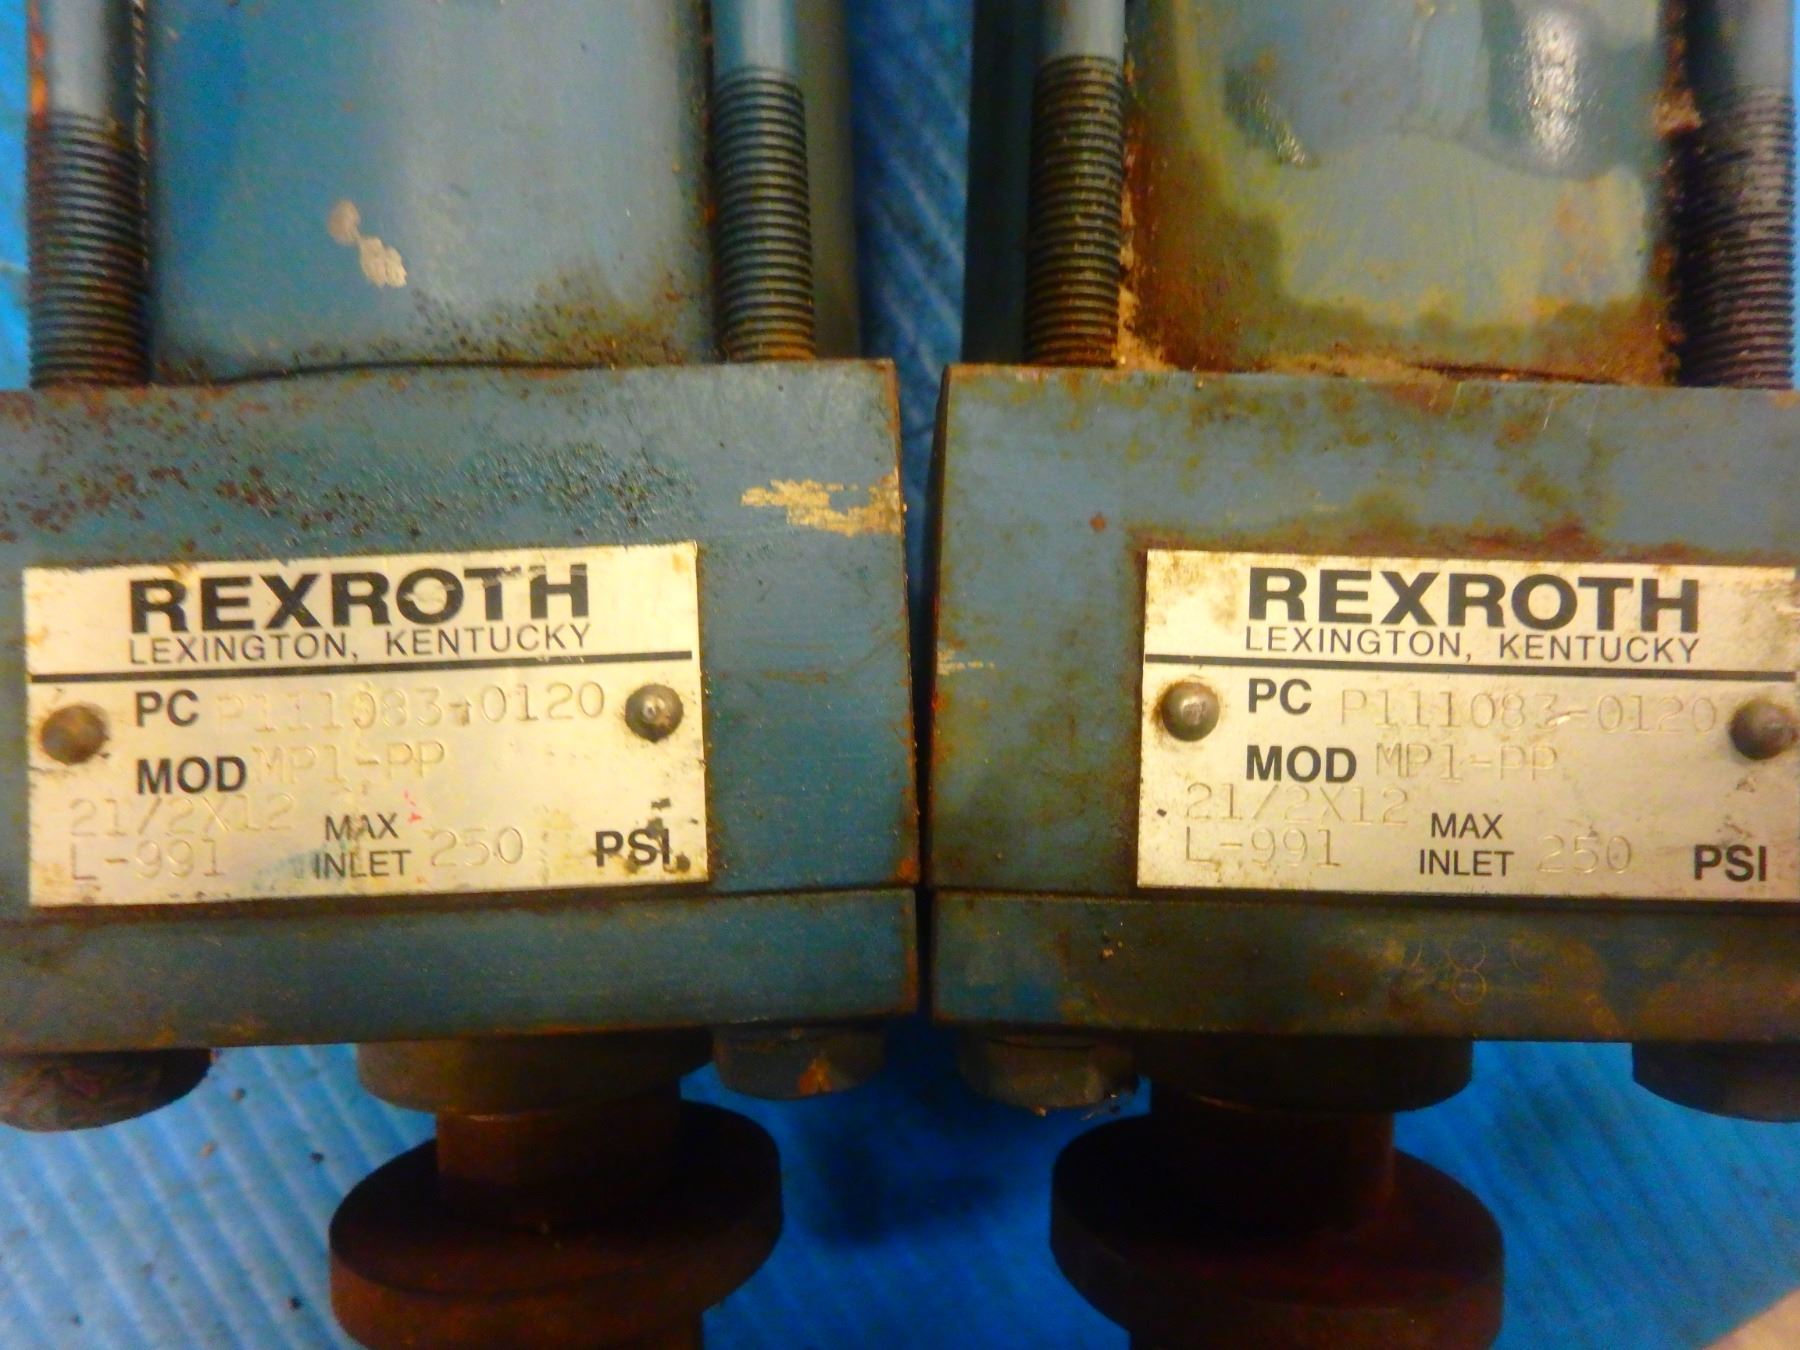 REXROTH
LEXINGTON, KENTUCKY
PC P111083-0120
MOD MP1-PP
21/2X12
L-991 MAX INLET 250 PSI
REXROTH
LEXINGTON, KENTUCKY
PC P111083-0120
MOD MP1-PP
21/2X12
L-991 MAX INLET 250 PSI